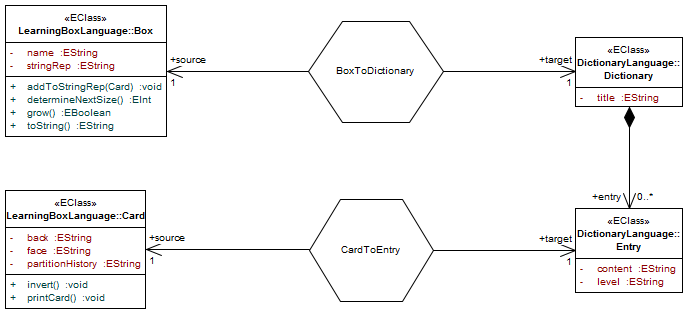 «EClass»
LearningBoxLanguage::Box
- name :EString
- stringRep :EString
+ addToStringRep(Card) :void
+ determineNextSize() :EInt
+ grow() :EBoolean
+ toString() :EString
+source
1
BoxToDictionary
+target
1
«EClass»
DictionaryLanguage::
Dictionary
- title :EString
+entry
0..*
«EClass»
LearningBoxLanguage::Card
- back :EString
- face :EString
- partitionHistory :EString
+ invert() :void
+ printCard() :void
+source
1
CardToEntry
+target
1
«EClass»
DictionaryLanguage::
Entry
- content :EString
- level :EString